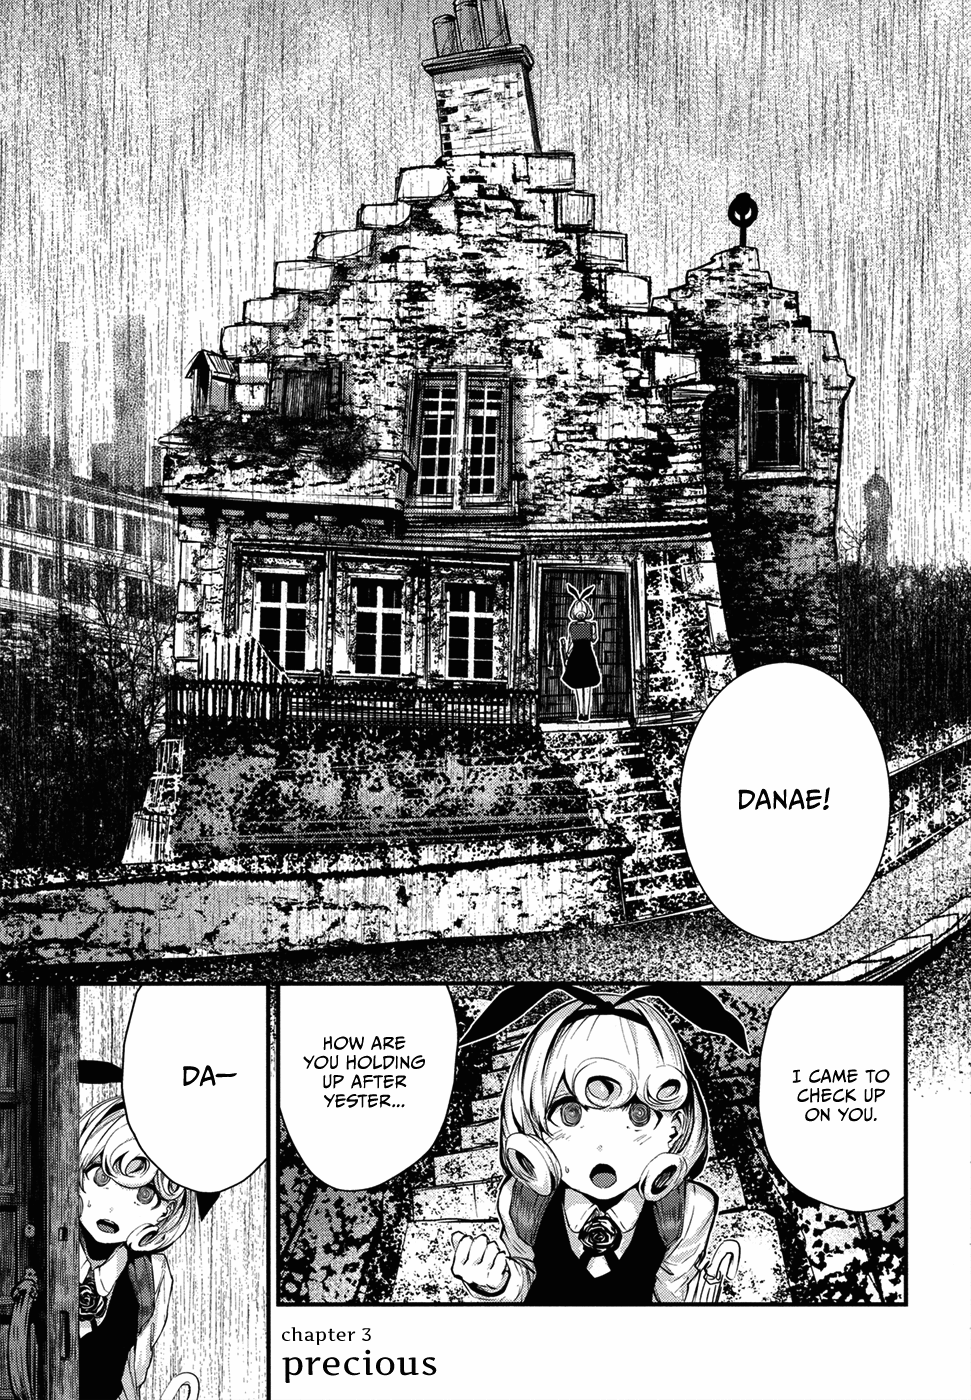 DANAE!
I CAME TO
CHECK UP
ON YOU.
HOW ARE
YOU HOLDING
UP AFTER
YESTER...
DA—
chapter 3
precious